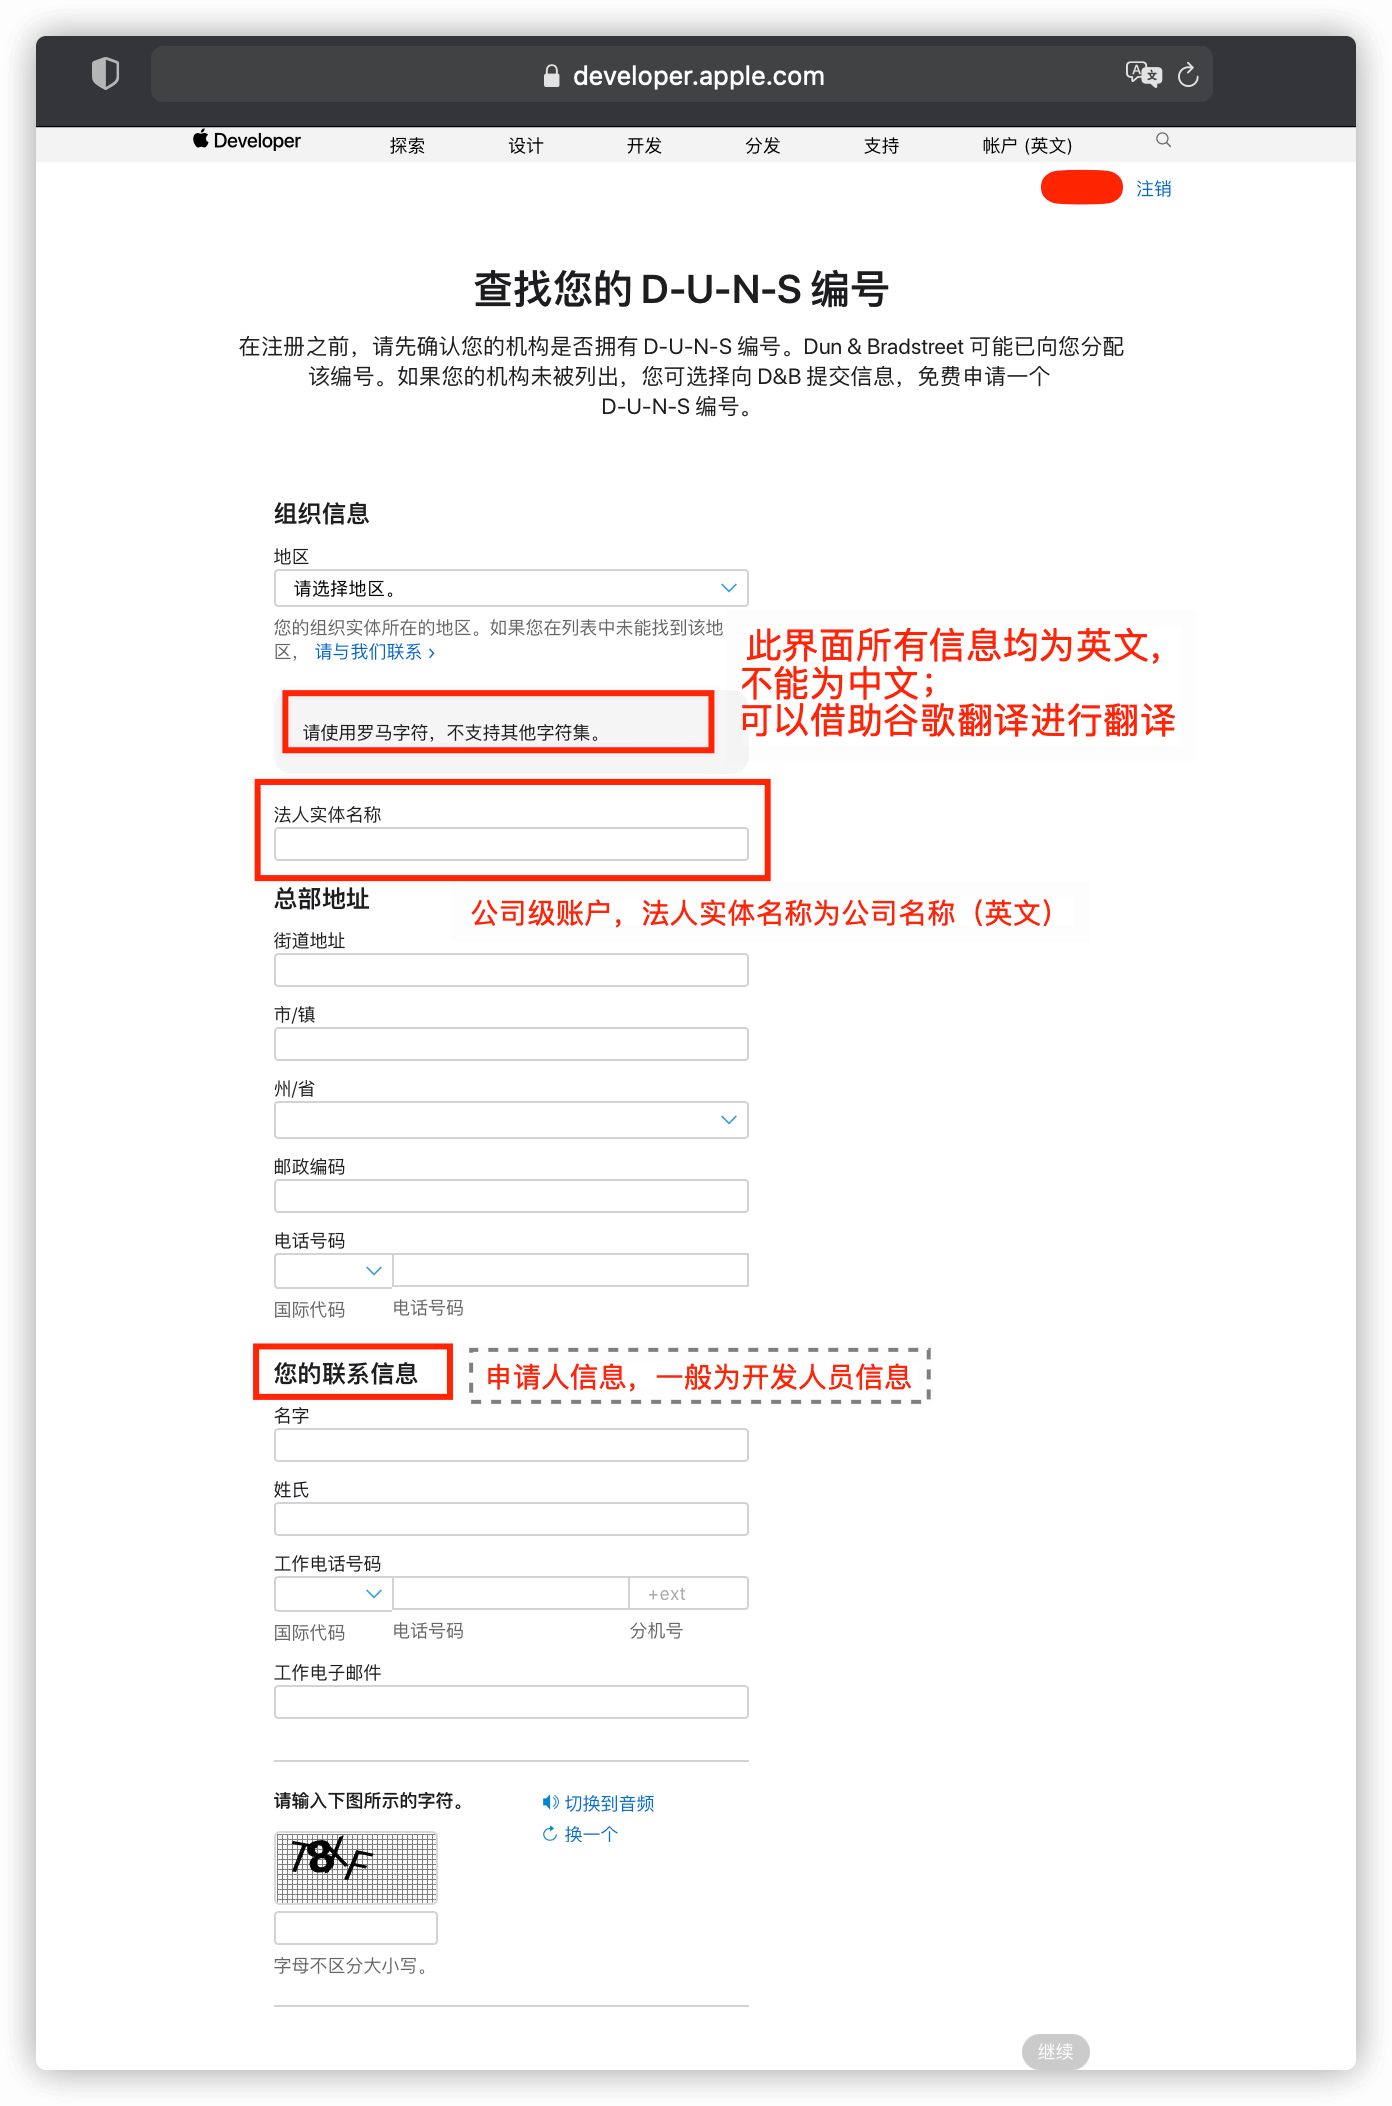 developer.apple.com
Developer
探索
设计
开发
分发
支持
帐户 (英文)
注销
查找您的 D-U-N-S 编号
在注册之前，请先确认您的机构是否拥有 D-U-N-S 编号。Dun & Bradstreet 可能已向您分配
该编号。如果您的机构未被列出，您可选择向 D&B 提交信息，免费申请一个
D-U-N-S 编号。
组织信息
地区
请选择地区。
您的组织实体所在的地区。如果您在列表中未能找到该地
区， 请与我们联系 ›
此界面所有信息均为英文，
不能为中文；
可以借助谷歌翻译进行翻译
请使用罗马字符，不支持其他字符集。
法人实体名称
总部地址
公司级账户，法人实体名称为公司名称（英文）
街道地址
市/镇
州/省
邮政编码
电话号码
国际代码
电话号码
您的联系信息
申请人信息，一般为开发人员信息
名字
姓氏
工作电话号码
+ext
国际代码
电话号码
分机号
工作电子邮件
请输入下图所示的字符。
切换到音频
换一个
字母不区分大小写。
继续